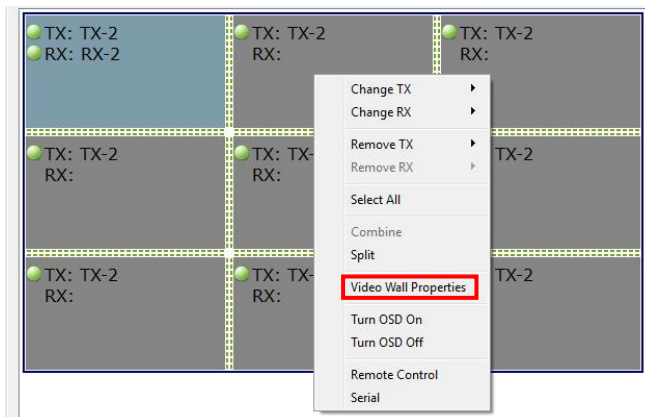 TX: TX-2
RX: RX-2
TX: TX-2
RX:
TX: TX-2
RX:
TX: TX-2
RX:
TX: TX-
RX:
TX-2
TX: TX-2
RX:
TX: TX-
RX:
TX-2
Change TX
Change RX
Remove TX
Remove RX
Select All
Combine
Split
Video Wall Properties
Turn OSD On
Turn OSD Off
Remote Control
Serial